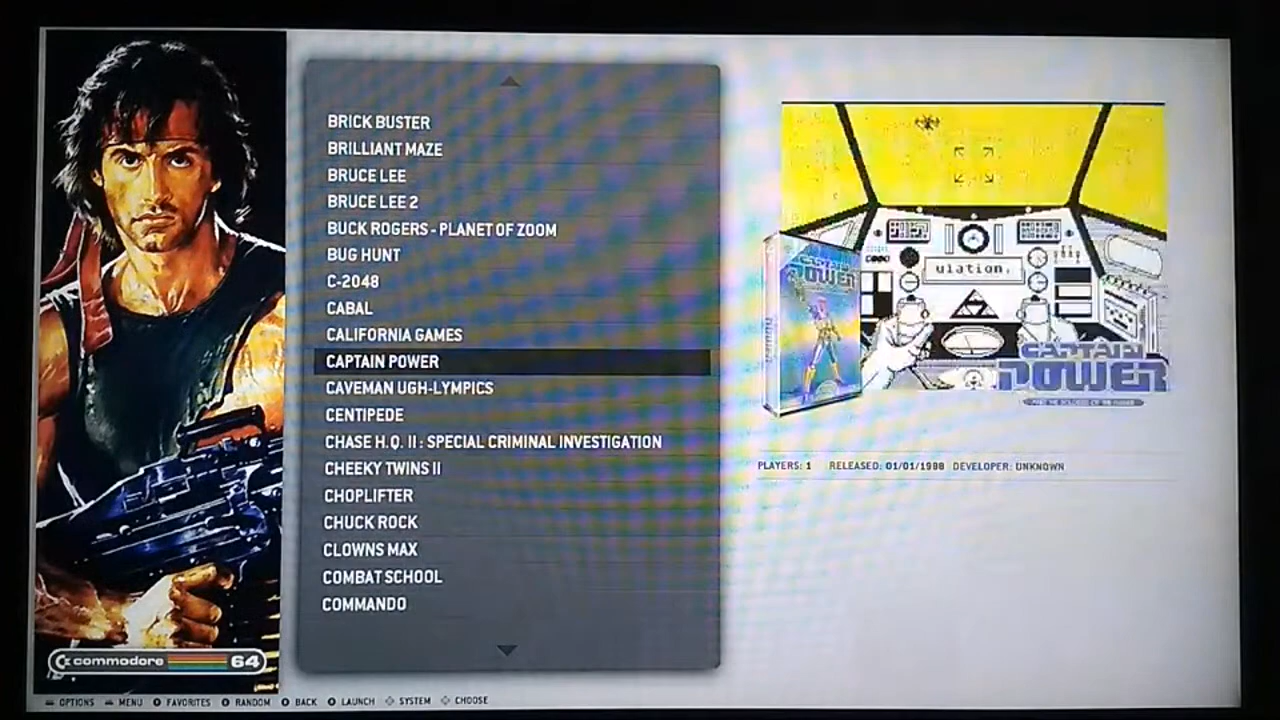 BRICK BUSTER
BRILLIANT MAZE
BRUCE LEE
BRUCE LEE 2
BUCK ROGERS - PLANET OF ZOOM
BUG HUNT
C-2048
CABAL
CALIFORNIA GAMES
CAPTAIN POWER
CAVEMAN UGH-LYMPICS
CENTIPEDE
CHASE H.Q. II : SPECIAL CRIMINAL INVESTIGATION
CHEEKY TWINS II
CHOPLIFTER
CHUCK ROCK
CLOWNS MAX
COMBAT SCHOOL
COMMANDO
ulation.
CAPTAIN
POWER
CAPTAIN
POWER
PLAYERS: 1 RELEASED: 01/01/1988 DEVELOPER: UNKNOWN
commodore 64
OPTIONS MENU FAVORITES RANDOM BACK LAUNCH SYSTEM CHOOSE